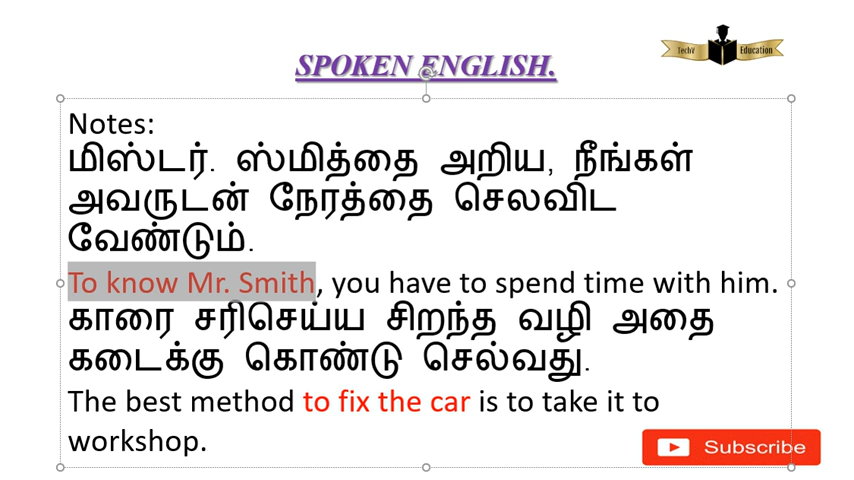 TechV Education
SPOKEN ENGLISH.
Notes:
மிஸ்டர். ஸ்மித்தை அறிய, நீங்கள்
அவருடன் நேரத்தை செலவிட
வேண்டும்.
To know Mr. Smith, you have to spend time with him.
காரை சரிசெய்ய சிறந்த வழி அதை
கடைக்கு கொண்டு செல்வது.
The best method to fix the car is to take it to
workshop.
Subscribe